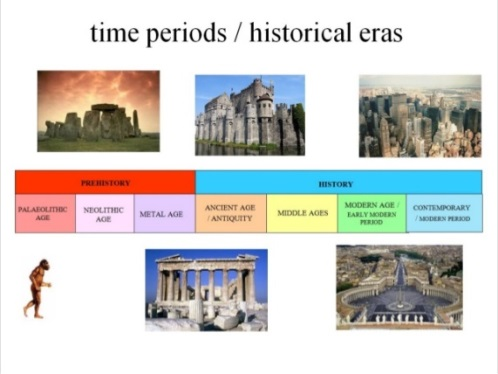 time periods / historical eras
PREHISTORY
HISTORY
PALAEOLITHIC
AGE
NEOLITHIC
AGE
METAL AGE
ANCIENT AGE
/ ANTIQUITY
MIDDLE AGES
MODERN AGE /
EARLY MODERN
PERIOD
CONTEMPORARY
/ MODERN PERIOD